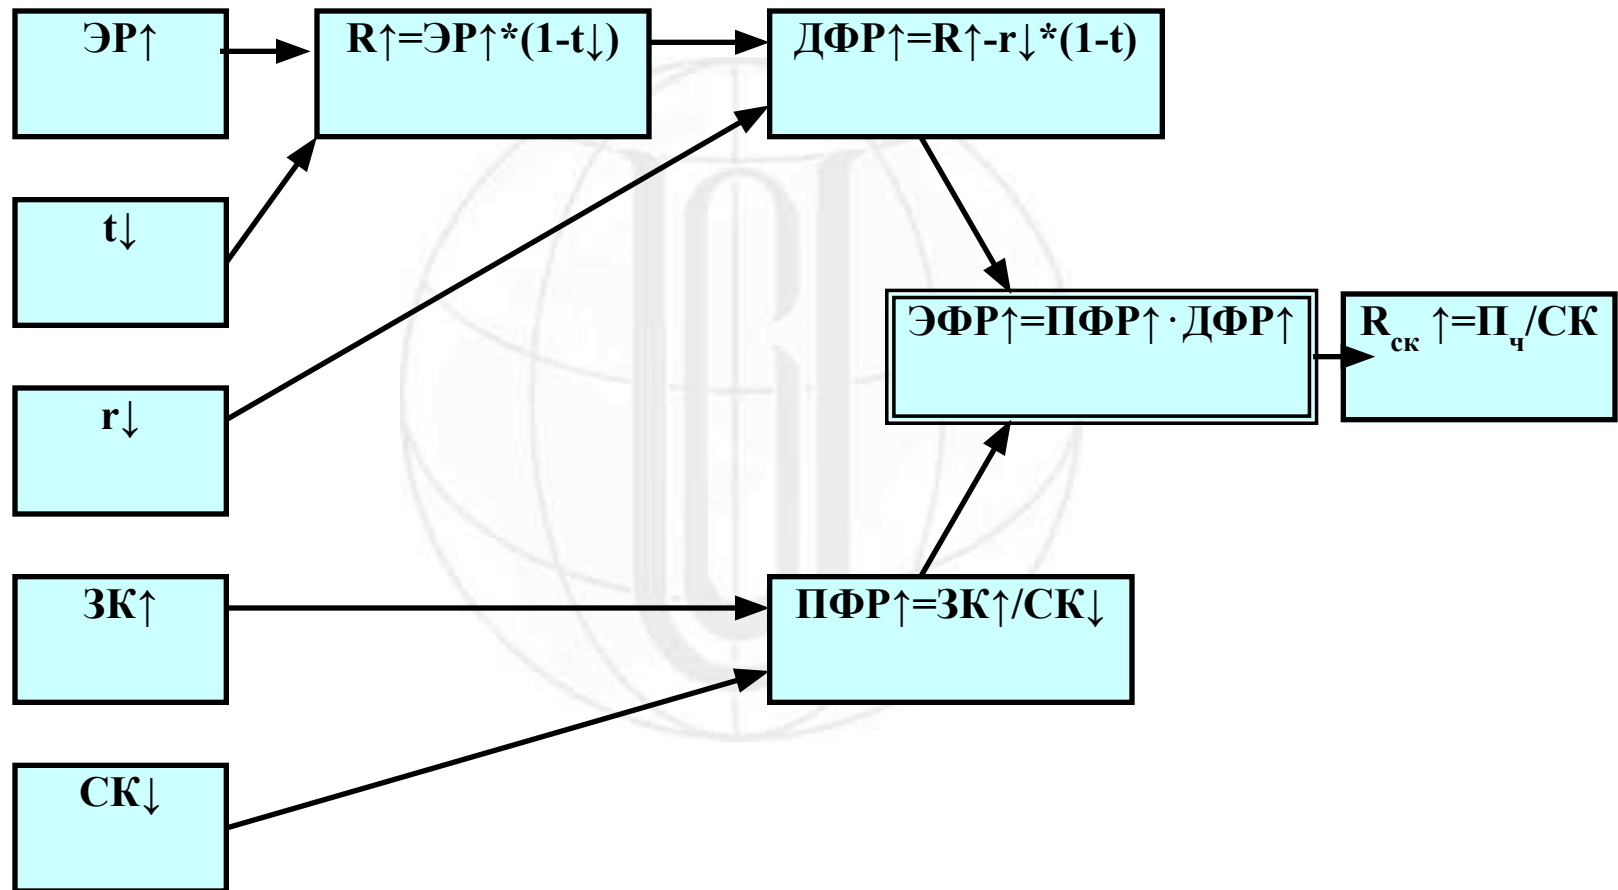 ЭР↑
R↑=ЭР↑*(1-t↓)
ДФР↑=R↑-r↓*(1-t)
t↓
ЭФР↑=ПФР↑·ДФР↑
Rск ↑=Пч/СК
r↓
ЗК↑
ПФР↑=ЗК↑/СК↓
СК↓